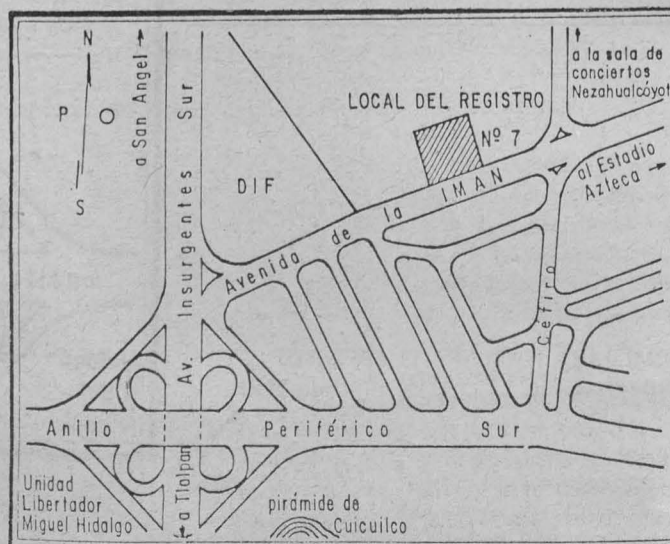 N
P
S
a San Angel
Av. Insurgentes Sur
DIF
LOCAL DEL REGISTRO
Nº 7
a la sala de
conciertos
Nezahualcóyotl
al Estadio
Azteca
Avenida de la IMAN
Cefiro
Anillo Periférico Sur
a Tlalpan
Unidad
Libertador
Miguel Hidalgo
pirámide de
Cuicuilco